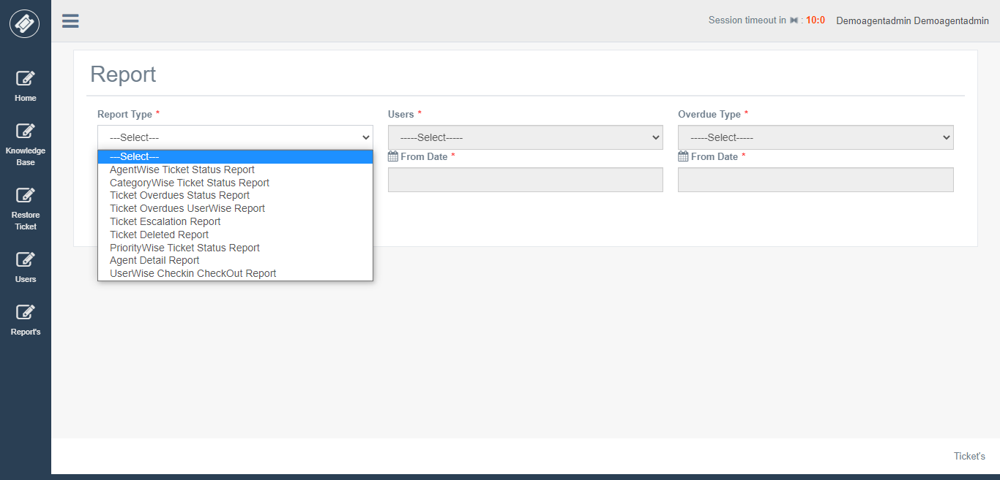 Session timeout in : 10:0 Demoagentadmin Demoagentadmin
Home
Knowledge
Base
Restore
Ticket
Users
Report's
Report
Report Type *
---Select---
---Select---
AgentWise Ticket Status Report
CategoryWise Ticket Status Report
Ticket Overdues Status Report
Ticket Overdues UserWise Report
Ticket Escalation Report
Ticket Deleted Report
PriorityWise Ticket Status Report
Agent Detail Report
UserWise Checkin CheckOut Report
Users *
-----Select-----
From Date *
Overdue Type *
-----Select-----
From Date *
Ticket's